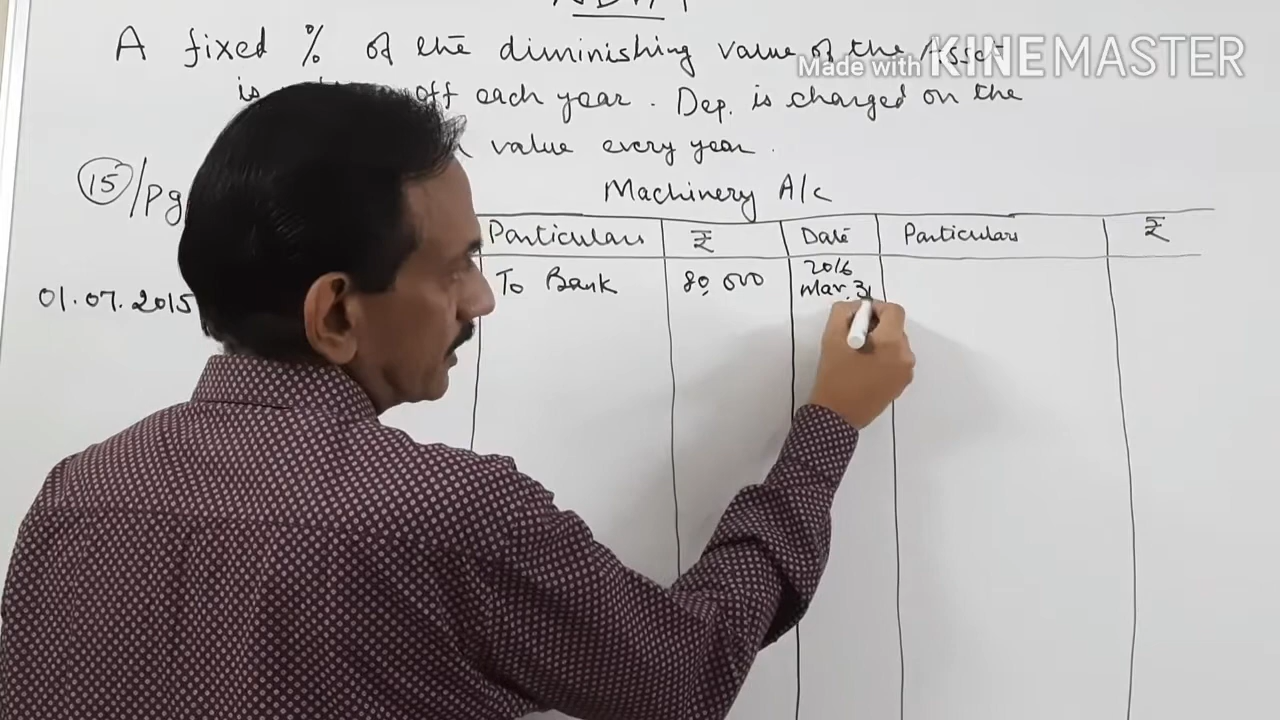 A fixed % of the diminishing value of the Asset
Made with KINEMASTER
is off each year. Dep. is charged on the
value every year.
15/pg
Machinery A/c
Particulars ₹ Date Particulars ₹
01.07.2015 To Bank 80,000 2016
Mar. 31